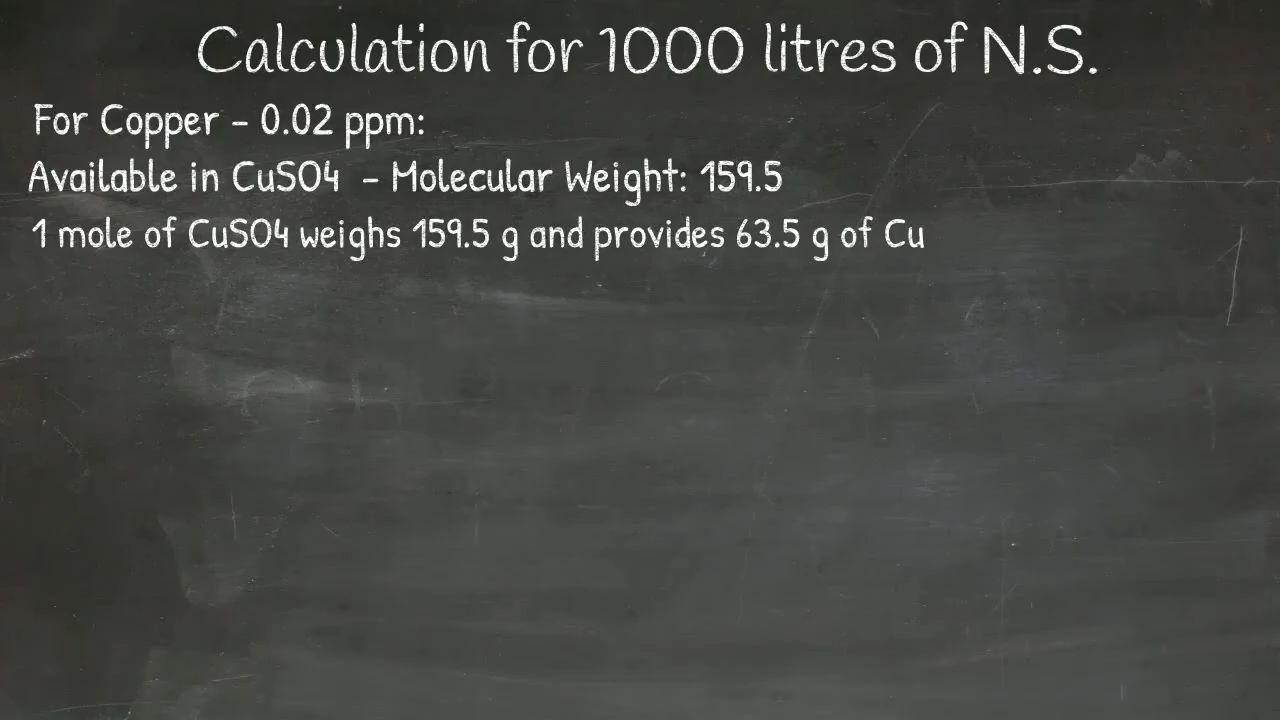 Calculation for 1000 litres of N.S.
For Copper - 0.02 ppm:
Available in CuSO4 - Molecular Weight: 159.5
1 mole of CuSO4 weighs 159.5 g and provides 63.5 g of Cu